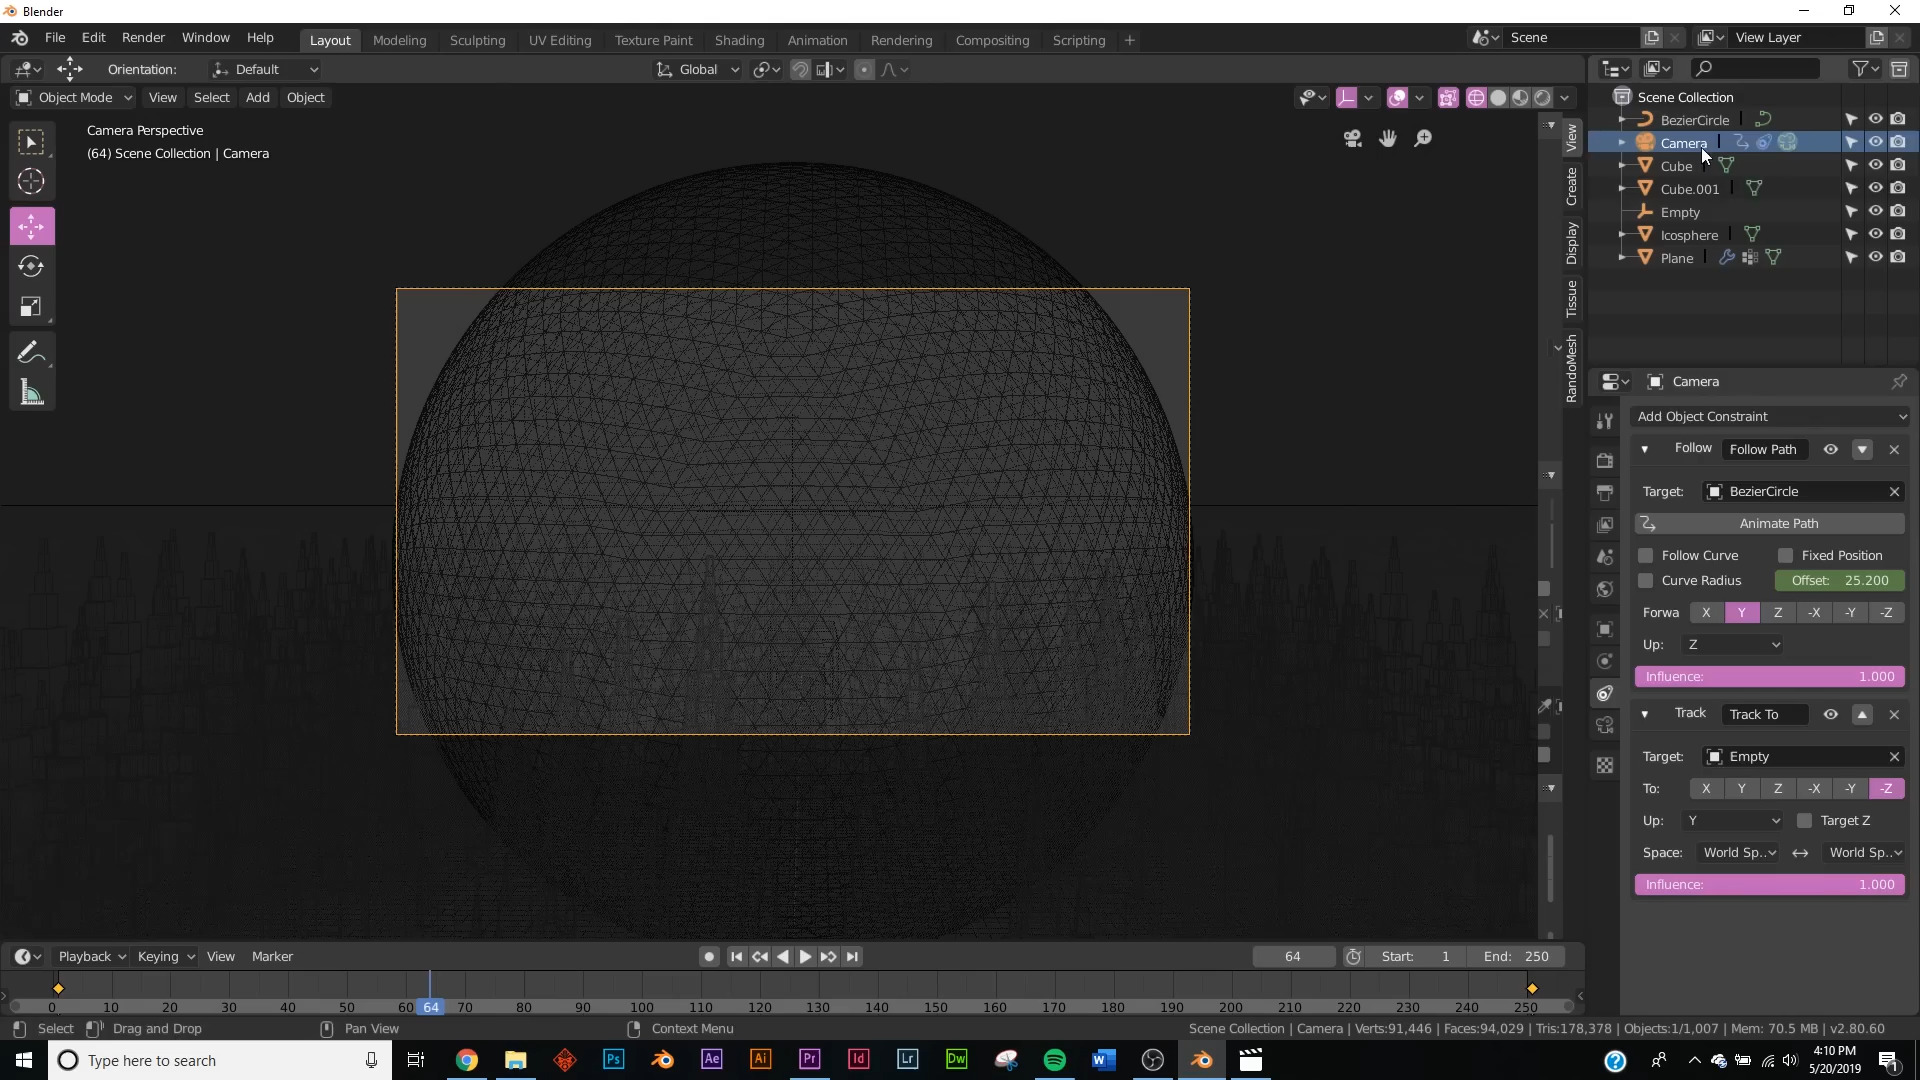 Blender
File Edit Render Window Help Layout Modeling Sculpting UV Editing Texture Paint Shading Animation Rendering Compositing Scripting + Scene View Layer
Orientation: Default Global
Object Mode View Select Add Object
Camera Perspective
(64) Scene Collection | Camera
View
Create
Display
Tissue
RandoMesh
Scene Collection
BezierCircle
Camera
Cube
Cube.001
Empty
Icosphere
Plane
Camera
Add Object Constraint
Follow Follow Path
Target: BezierCircle
Animate Path
Follow Curve Fixed Position
Curve Radius Offset: 25.200
Forwa X Y Z -X -Y -Z
Up: Z
Influence: 1.000
Track Track To
Target: Empty
To: X Y Z -X -Y -Z
Up: Y Target Z
Space: World Sp.. World Sp..
Influence: 1.000
Playback Keying View Marker 64 Start: 1 End: 250
0 10 20 30 40 50 60 64 70 80 90 100 110 120 130 140 150 160 170 180 190 200 210 220 230 240 250
Select Drag and Drop Pan View Context Menu Scene Collection | Camera | Verts:91,446 | Faces:94,029 | Tris:178,378 | Objects:1/1,007 | Mem: 70.5 MB | v2.80.60
Type here to search Ps Ae Ai Pr Id Lr Dw W
4:10 PM
5/20/2019
1